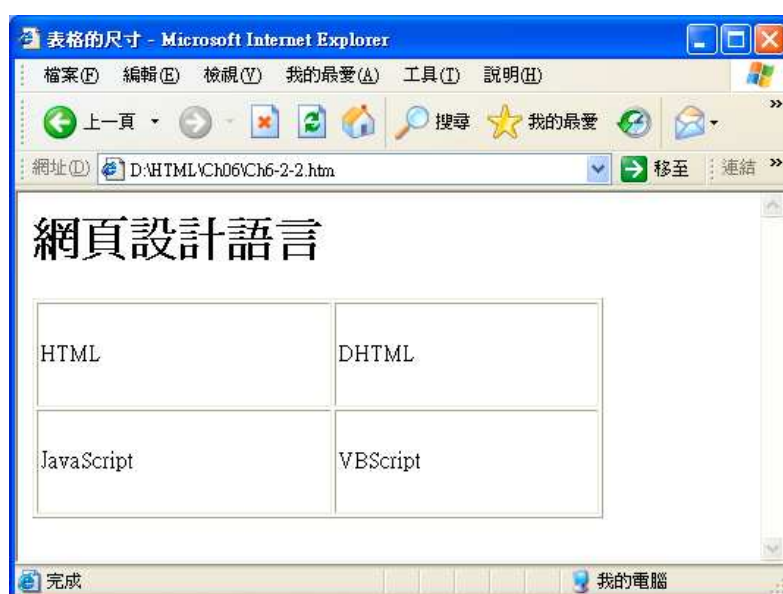 表格的尺寸 - Microsoft Internet Explorer
檔案(F) 編輯(E) 檢視(V) 我的最愛(A) 工具(T) 說明(H)
上一頁 搜尋 我的最愛 »
網址(D) D:\HTML\Ch06\Ch6-2-2.htm 移至 連結 »
網頁設計語言
HTML DHTML
JavaScript VBScript
完成 我的電腦